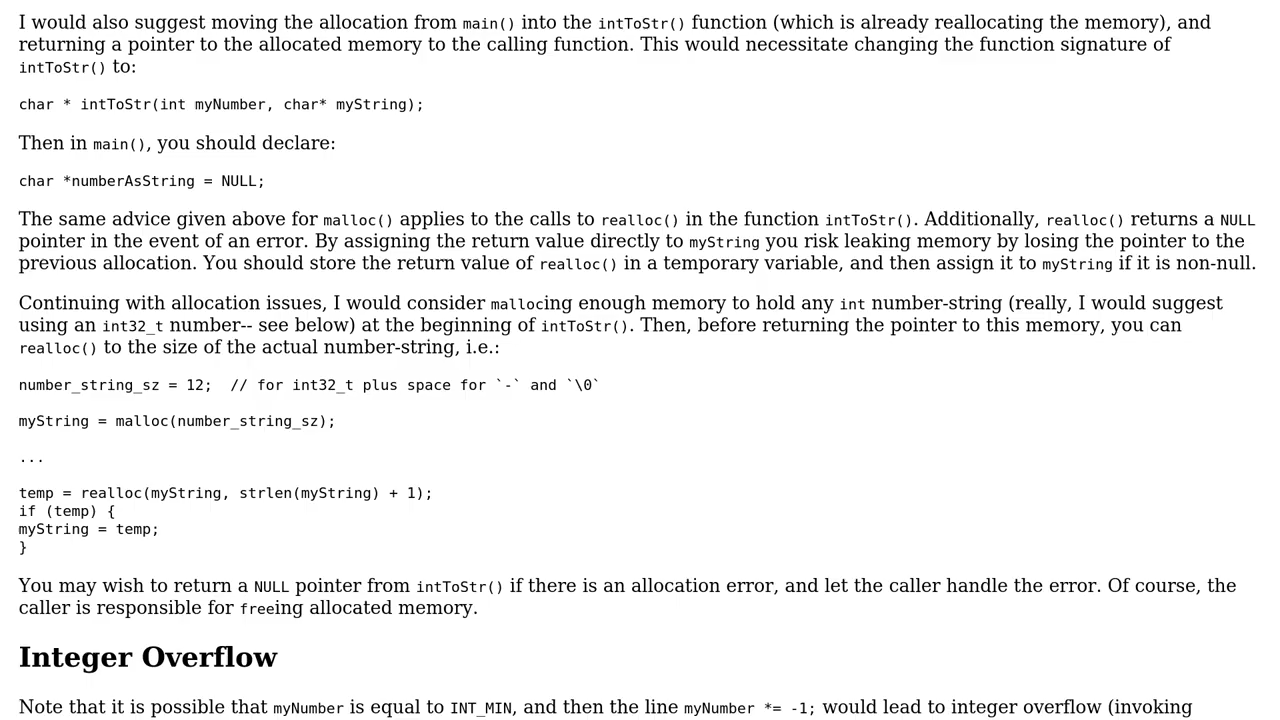 I would also suggest moving the allocation from main() into the intToStr() function (which is already reallocating the memory), and
returning a pointer to the allocated memory to the calling function. This would necessitate changing the function signature of
intToStr() to:
char * intToStr(int myNumber, char* myString);
Then in main(), you should declare:
char *numberAsString = NULL;
The same advice given above for malloc() applies to the calls to realloc() in the function intToStr(). Additionally, realloc() returns a NULL
pointer in the event of an error. By assigning the return value directly to myString you risk leaking memory by losing the pointer to the
previous allocation. You should store the return value of realloc() in a temporary variable, and then assign it to myString if it is non-null.
Continuing with allocation issues, I would consider mallocing enough memory to hold any int number-string (really, I would suggest
using an int32_t number-- see below) at the beginning of intToStr(). Then, before returning the pointer to this memory, you can
realloc() to the size of the actual number-string, i.e.:
number_string_sz = 12;  // for int32_t plus space for `-` and `\0`
myString = malloc(number_string_sz);
...
temp = realloc(myString, strlen(myString) + 1);
if (temp) {
myString = temp;
}
You may wish to return a NULL pointer from intToStr() if there is an allocation error, and let the caller handle the error. Of course, the
caller is responsible for freeing allocated memory.
Integer Overflow
Note that it is possible that myNumber is equal to INT_MIN, and then the line myNumber *= -1; would lead to integer overflow (invoking